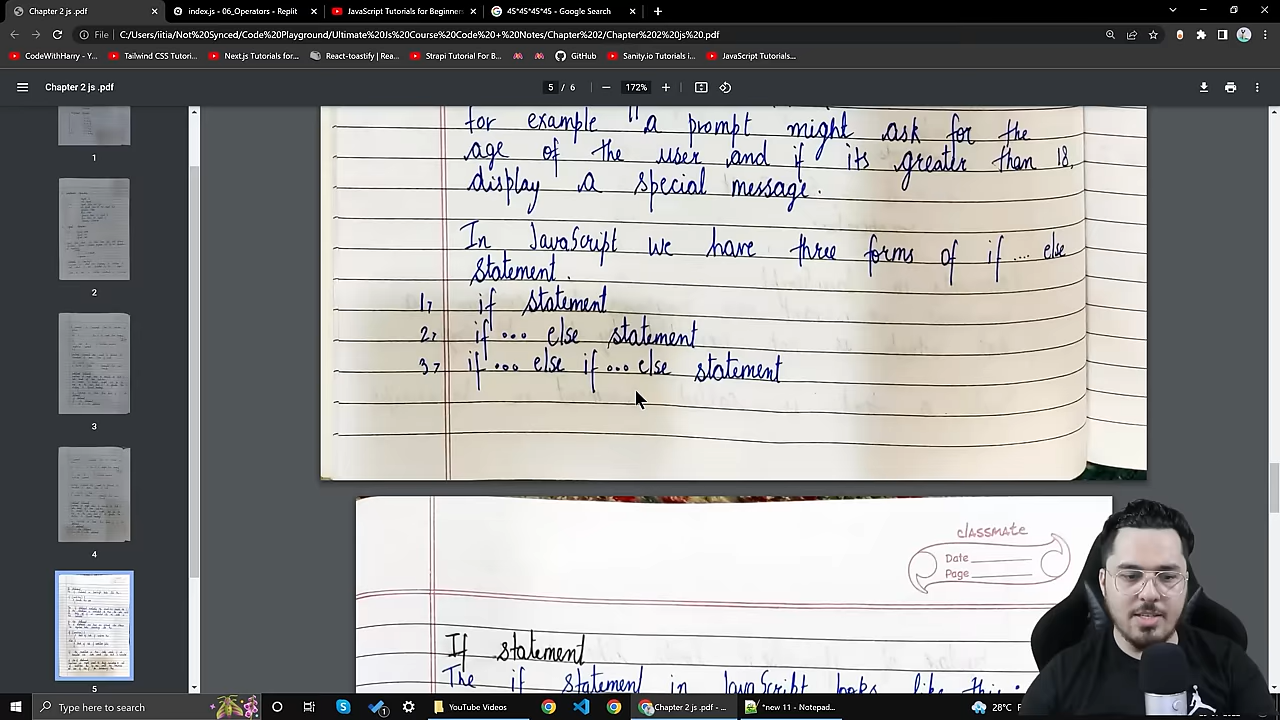 Chapter 2 js .pdf
index.js - 06_Operators - Replit
JavaScript Tutorials for Beginner
45*45*45*45 - Google Search
File
C:/Users/iitia/Not%20Synced/Code%20Playground/Ultimate%20Js%20Course%20Code%20+%20Notes/Chapter%202/Chapter%202%20js%20.pdf
CodeWithHarry - Y...
Tailwind CSS Tutori...
Next.js Tutorials for...
React-toastify | Rea...
Strapi Tutorial For B...
GitHub
Sanity.io Tutorials i...
JavaScript Tutorials...
Chapter 2 js .pdf
5 / 6
172%
1
2
3
4
5
for example "a prompt might ask for the
age of the user and if its greater than 18,
display a special message.
In JavaScript we have three forms of if .... else
Statement.
1, if statement
2, if ... else statement
3, if ... else if ... else statement
classmate
Date
Page
If statement
The if statement in JavaScript looks like this :
Type here to search
YouTube Videos
Chapter 2 js .pdf - ...
*new 11 - Notepad...
28°C